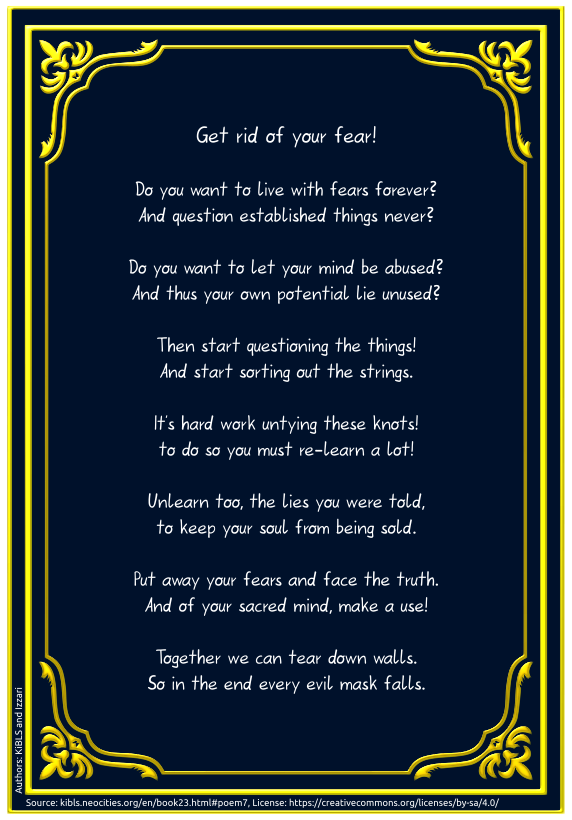 Get rid of your fear!
Do you want to live with fears forever?
And question established things never?
Do you want to let your mind be abused?
And thus your own potential lie unused?
Then start questioning the things!
And start sorting out the strings.
It's hard work untying these knots!
to do so you must re-learn a lot!
Unlearn too, the lies you were told,
to keep your soul from being sold.
Put away your fears and face the truth.
And of your sacred mind, make a use!
Together we can tear down walls.
So in the end every evil mask falls.
Authors: KiBLS and Izzari
Source: kibls.neocities.org/en/book23.html#poem7, License: https://creativecommons.org/licenses/by-sa/4.0/